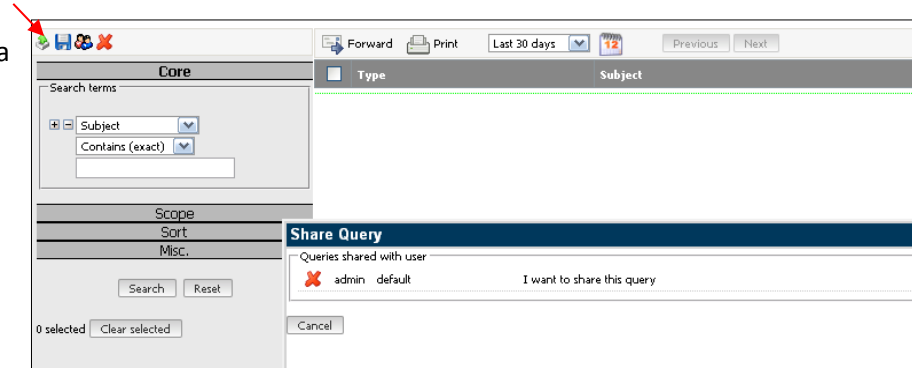 a
Forward Print Last 30 days 12 Previous Next
Core
Type Subject
Search terms
Subject
Contains (exact)
Scope
Sort
Misc.
Search Reset
0 selected Clear selected
Share Query
Queries shared with user
admin default I want to share this query
Cancel